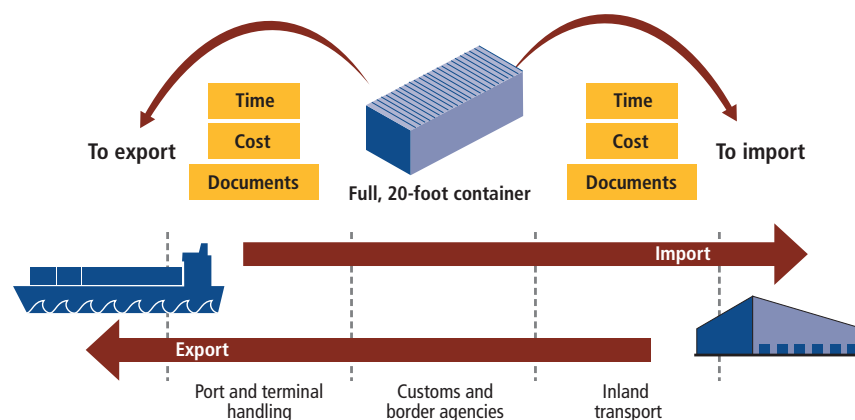 Time
Time
To export
Cost
Cost
To import
Documents
Full, 20-foot container
Documents
Import
Export
Port and terminal
handling
Customs and
border agencies
Inland
transport